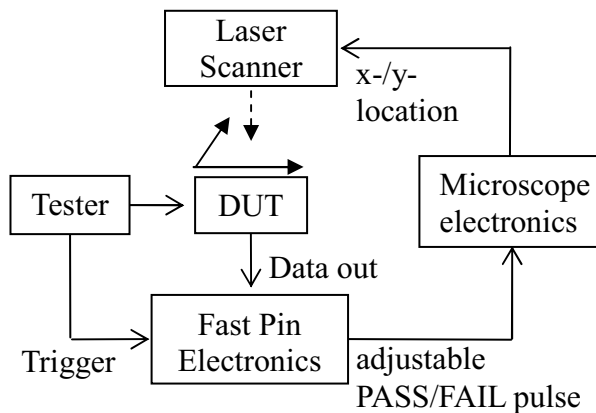 Laser
Scanner
x-/y-
location
Tester
DUT
Microscope
electronics
Data out
Trigger
Fast Pin
Electronics
adjustable
PASS/FAIL pulse